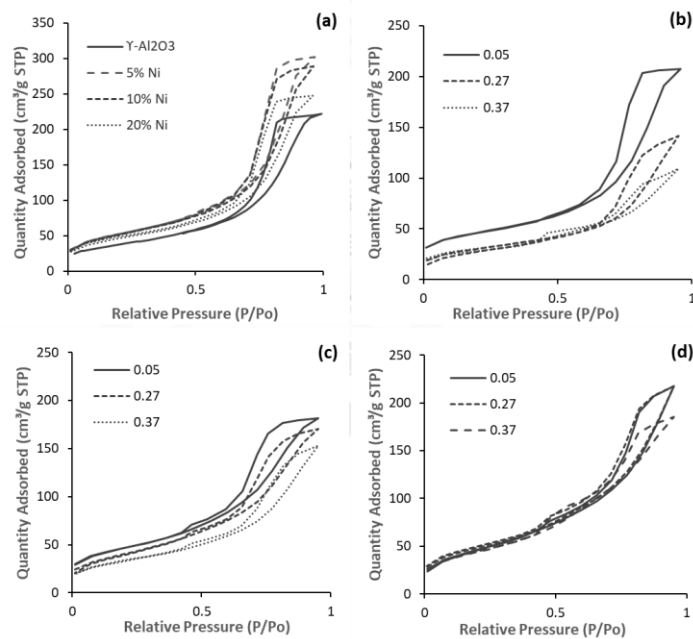 (a)
350
300
250
200
150
100
50
0
Quantity Adsorbed (cm³/g STP)
ϒ-Al2O3
5% Ni
10% Ni
20% Ni
0
0.5
1
Relative Pressure (P/Po)
(b)
250
200
150
100
50
0
Quantity Adsorbed (cm³/g STP)
0.05
0.27
0.37
0
0.5
1
Relative Pressure (P/Po)
(c)
250
200
150
100
50
0
Quantity Adsorbed (cm³/g STP)
0.05
0.27
0.37
0
0.5
1
Relative Pressure (P/Po)
(d)
250
200
150
100
50
0
Quantity Adsorbed (cm³/g STP)
0.05
0.27
0.37
0
0.5
1
Relative Pressure (P/Po)